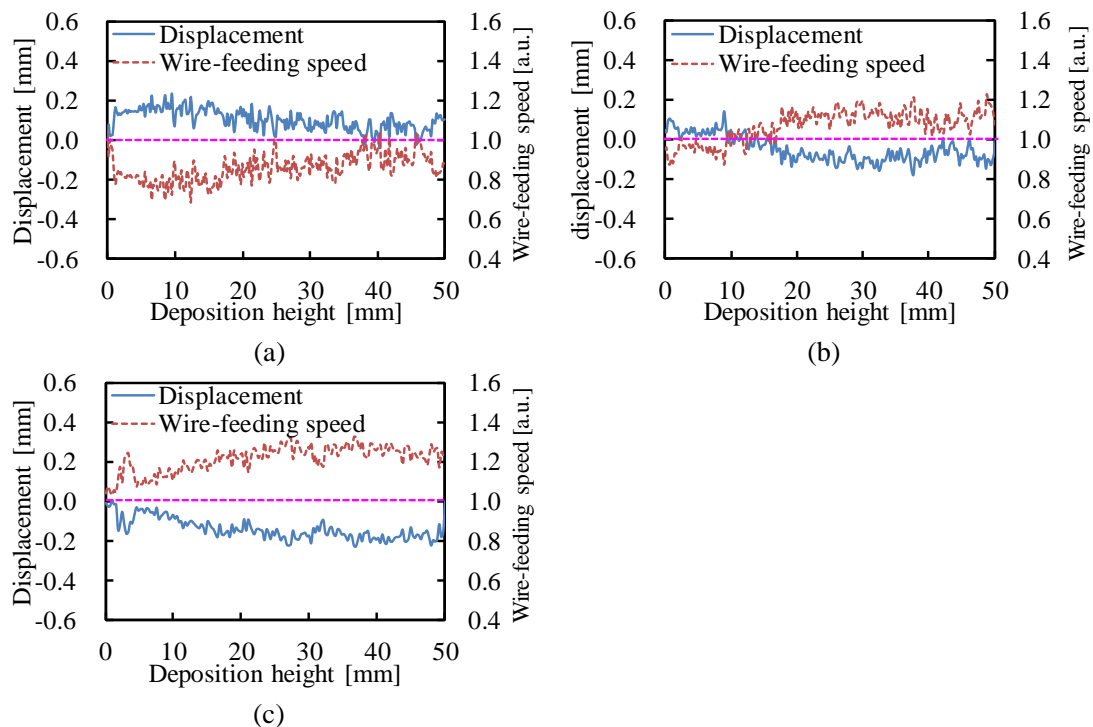 0.6
0.4
0.2
0.0
-0.2
-0.4
-0.6
Displacement [mm]
Displacement
Wire-feeding speed
1.6
1.4
1.2
1.0
0.8
0.6
0.4
Wire-feeding speed [a.u.]
0 10 20 30 40 50
Deposition height [mm]
(a)
0.6
0.4
0.2
0.0
-0.2
-0.4
-0.6
displacement [mm]
Displacement
Wire-feeding speed
1.6
1.4
1.2
1.0
0.8
0.6
0.4
Wire-feeding speed [a.u.]
0 10 20 30 40 50
Deposition height [mm]
(b)
0.6
0.4
0.2
0.0
-0.2
-0.4
-0.6
Displacement [mm]
Displacement
Wire-feeding speed
1.6
1.4
1.2
1.0
0.8
0.6
0.4
Wire-feeding speed [a.u.]
0 10 20 30 40 50
Deposition height [mm]
(c)